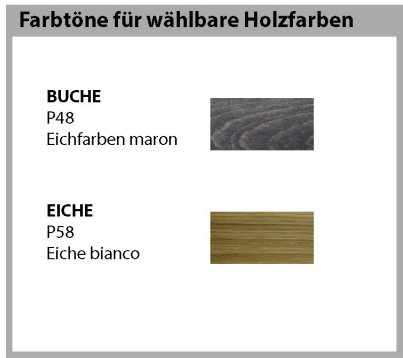 Farbtöne für wählbare Holzfarben
BUCHE
P48
Eichfarben maron
EICHE
P58
Eiche bianco